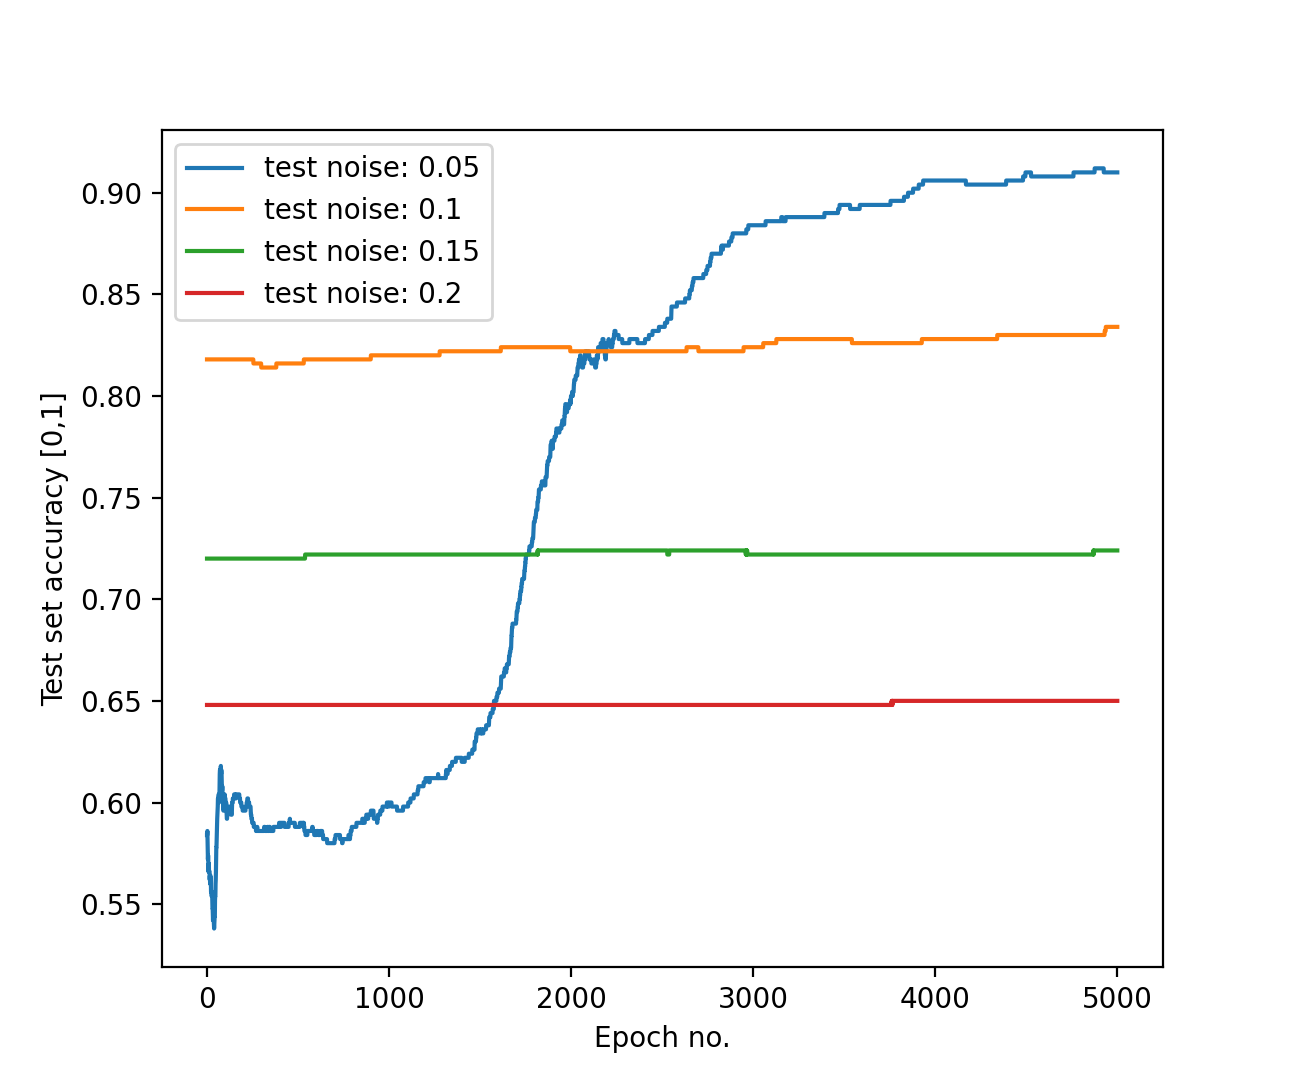 test noise: 0.05
test noise: 0.1
test noise: 0.15
test noise: 0.2
0.90
0.85
0.80
0.75
0.70
0.65
0.60
0.55
Test set accuracy [0,1]
0 1000 2000 3000 4000 5000
Epoch no.